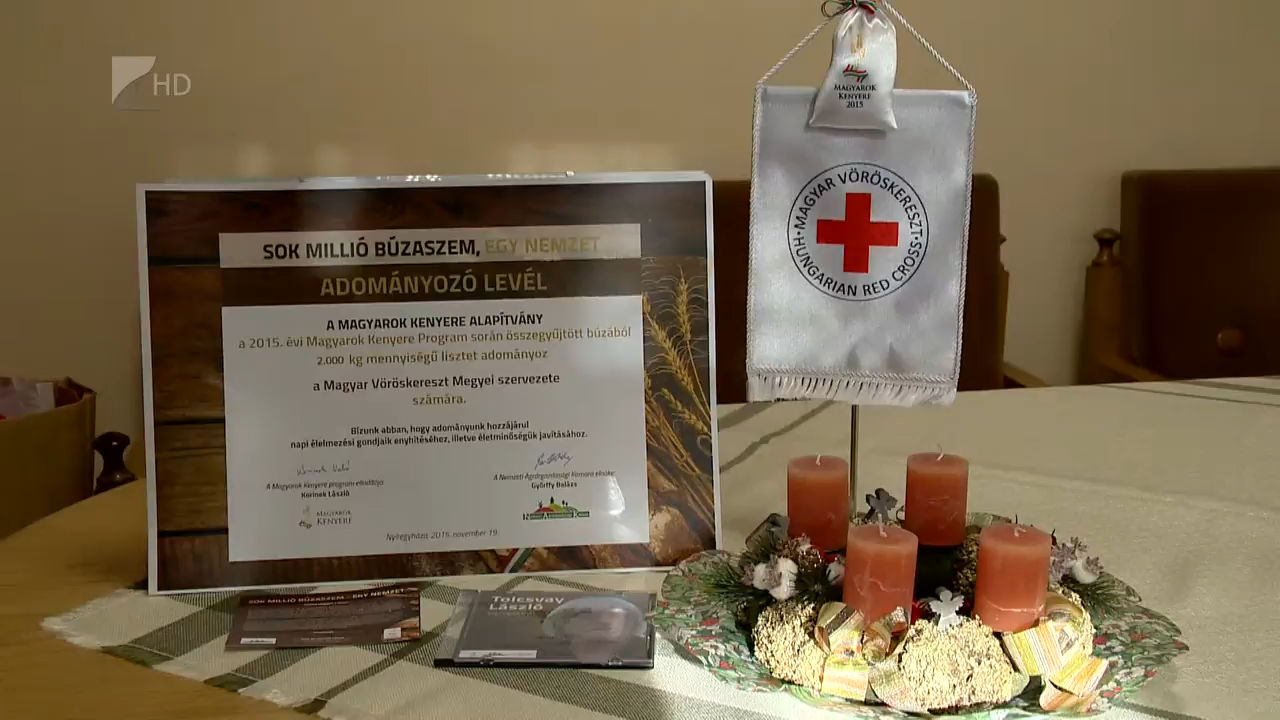 HD
MAGYAROK
KENYERE
2015
MAGYAR VÖRÖSKERESZT
HUNGARIAN RED CROSS
SOK MILLIÓ BÚZASZEM, EGY NEMZET
ADOMÁNYOZÓ LEVÉL
A MAGYAROK KENYERE ALAPÍTVÁNY
a 2015. évi Magyarok Kenyere Program során összegyűjtött búzából
2.000 kg mennyiségű lisztet adományoz
a Magyar Vöröskereszt Megyei szervezete
számára.
Bízunk abban, hogy adományunk hozzájárul
napi élelmezési gondjaik enyhítéséhez, illetve életminőségük javításához.
A Magyarok Kenyere program elindítója:
Korinek László
A Nemzeti Agrárgazdasági Kamara elnöke:
Győrffy Balázs
MAGYAROK
KENYERE
Nyíregyháza, 2015. november 19.
SOK MILLIÓ BÚZASZEM - EGY NEMZET
Tolcsvay
László